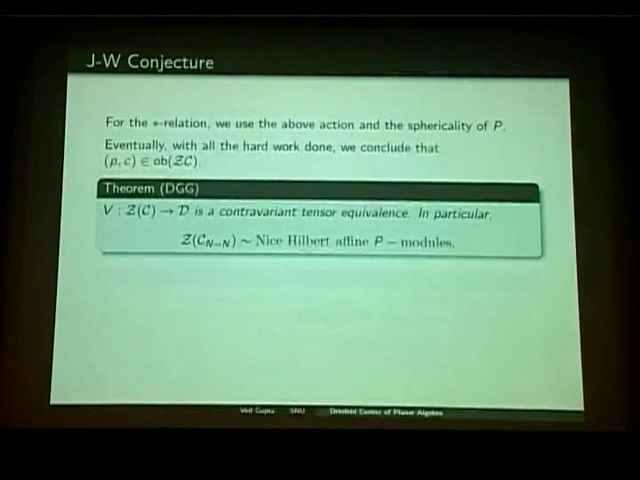 J-W Conjecture
For the *-relation, we use the above action and the sphericality of P.
Eventually, with all the hard work done, we conclude that
(p, c) ∈ ob(𝒵𝒞).
Theorem (DGG)
V : 𝒵(𝒞) → 𝒟 is a contravariant tensor equivalence. In particular,
𝒵(𝒞_{N−N}) ∼ Nice Hilbert affine P − modules.
Ved Gupta SNU Drinfeld Center of Planar Algebra